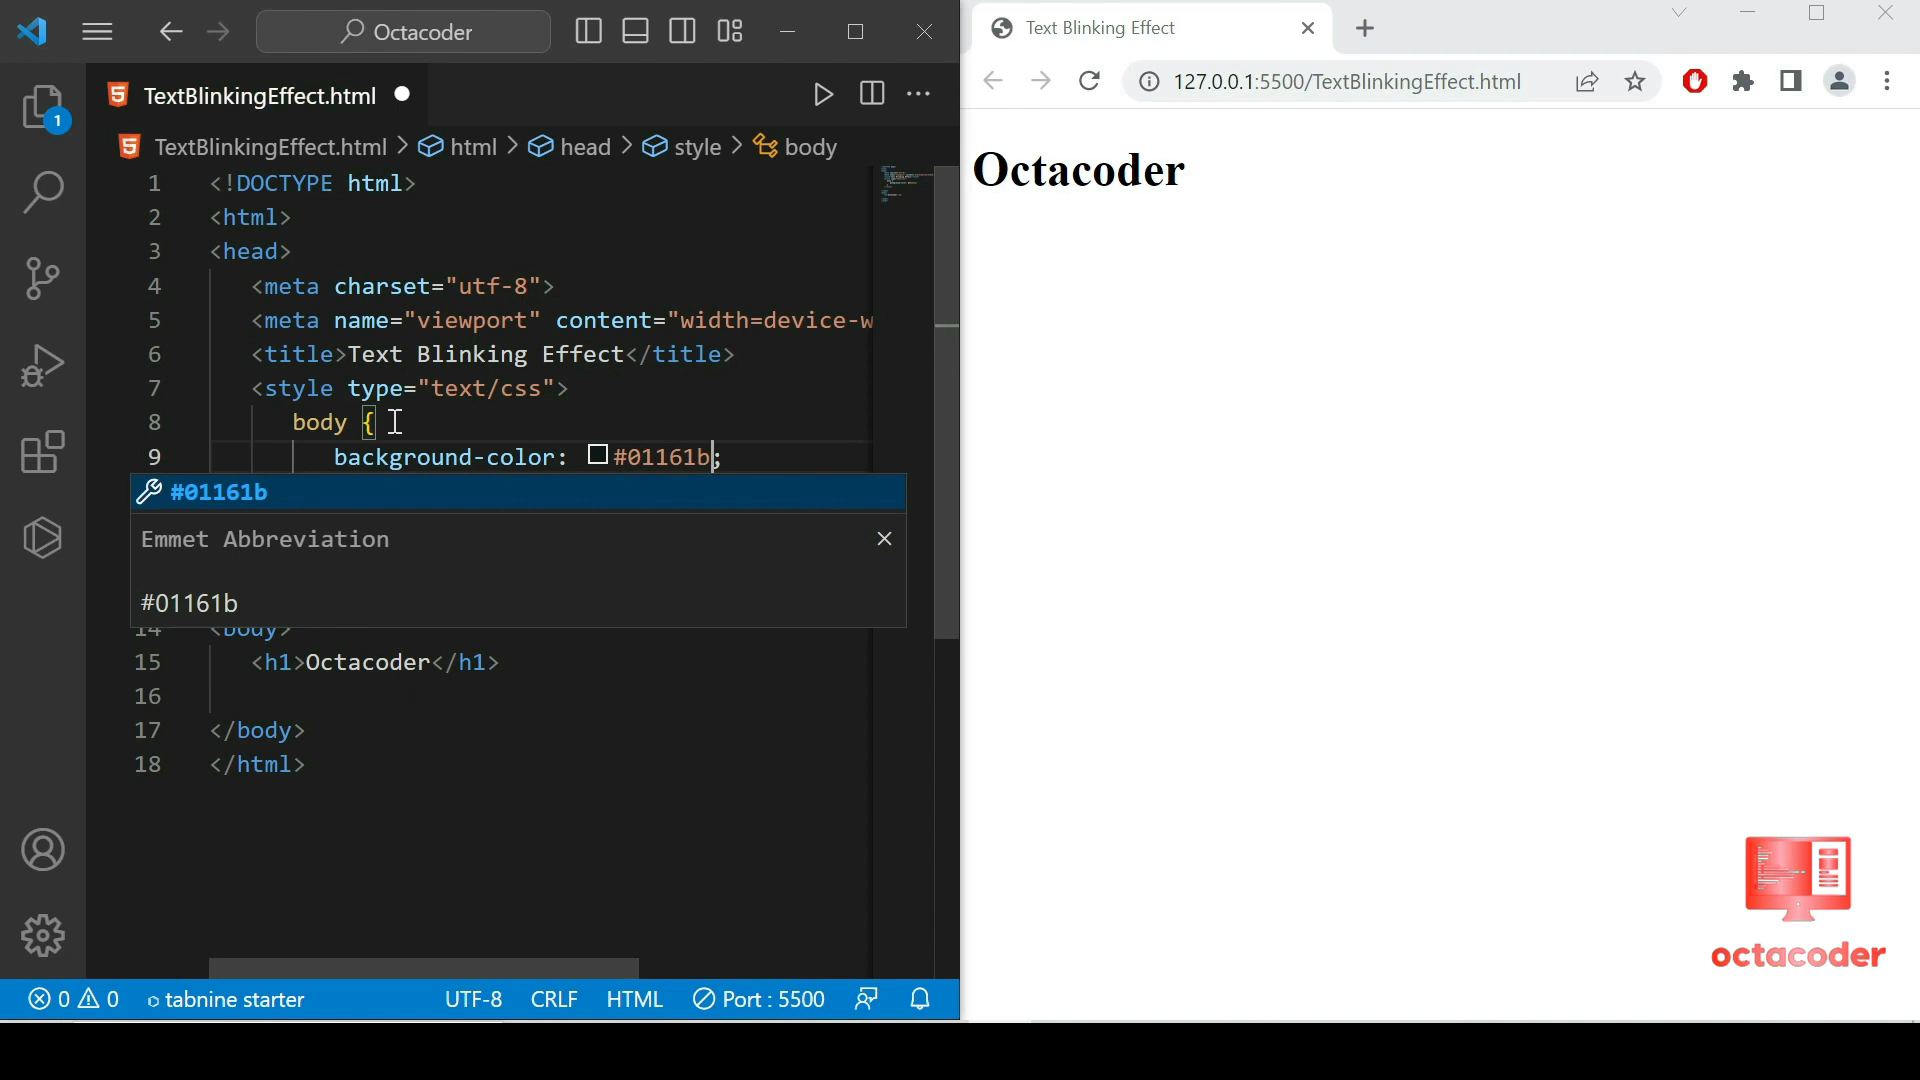 Octacoder
TextBlinkingEffect.html
TextBlinkingEffect.html > html > head > style > body
1 <!DOCTYPE html>
2 <html>
3 <head>
4 <meta charset="utf-8">
5 <meta name="viewport" content="width=device-w
6 <title>Text Blinking Effect</title>
7 <style type="text/css">
8 body {
9 background-color: #01161b;
#01161b
Emmet Abbreviation
#01161b
14 <body>
15 <h1>Octacoder</h1>
16
17 </body>
18 </html>
1
0 0 tabnine starter UTF-8 CRLF HTML Port : 5500
Text Blinking Effect
127.0.0.1:5500/TextBlinkingEffect.html
Octacoder
octacoder